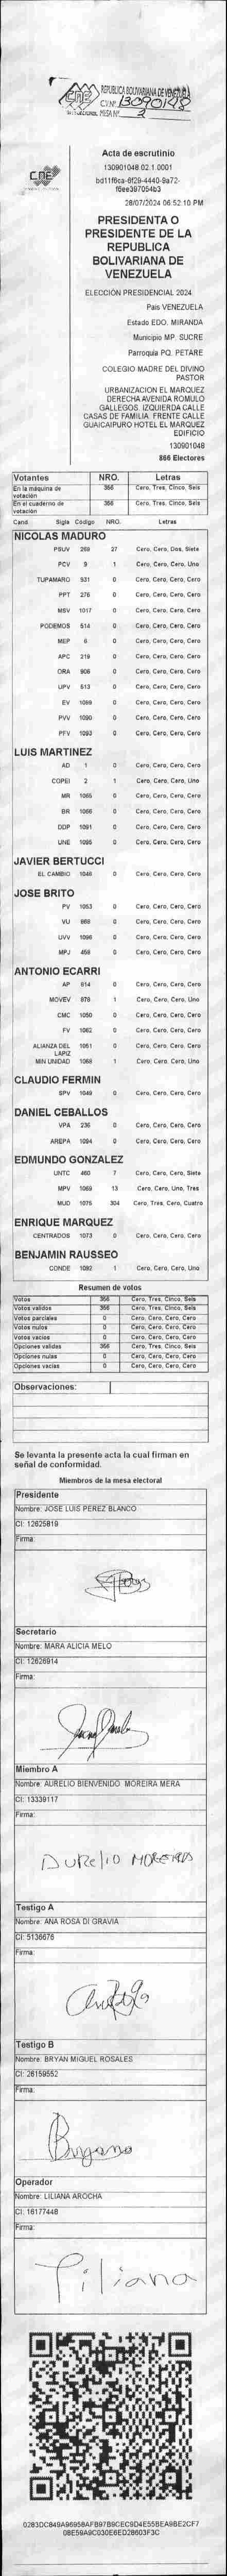 REPUBLICA BOLIVARIANA DE VENEZUELA
CNE
C.V.Nº 13090148
MESA Nº 2
CNE
Acta de escrutinio
130901048.02.1.0001
28/07/2024 06:52:10 PM
PRESIDENTA O
PRESIDENTE DE LA
REPUBLICA
BOLIVARIANA DE
VENEZUELA
ELECCIÓN PRESIDENCIAL 2024
Pais VENEZUELA
Estado EDO. MIRANDA
Municipio MP. SUCRE
Parroquia PQ. PETARE
COLEGIO MADRE DEL DIVINO
PASTOR
URBANIZACION EL MARQUEZ
DERECHA AVENIDA ROMULO
GALLEGOS. IZQUIERDA CALLE
CASAS DE FAMILIA. FRENTE CALLE
GUAICAIPURO HOTEL EL MARQUEZ
EDIFICIO
130901048
866 Electores
Votantes NRO. Letras
En la máquina de votación 356 Cero, Tres, Cinco, Seis
En el cuaderno de votación 356 Cero, Tres, Cinco, Seis
Cand. Sigla Código NRO. Letras
NICOLAS MADURO
PSUV 269 27 Cero, Cero, Dos, Siete
PCV 9 1 Cero, Cero, Cero, Uno
TUPAMARO 931 0 Cero, Cero, Cero, Cero
PPT 276 0 Cero, Cero, Cero, Cero
MSV 1017 0 Cero, Cero, Cero, Cero
PODEMOS 514 0 Cero, Cero, Cero, Cero
MEP 6 0 Cero, Cero, Cero, Cero
APC 219 0 Cero, Cero, Cero, Cero
ORA 906 0 Cero, Cero, Cero, Cero
UPV 613 0 Cero, Cero, Cero, Cero
EV 1089 0 Cero, Cero, Cero, Cero
PVV 1090 0 Cero, Cero, Cero, Cero
PFV 1093 0 Cero, Cero, Cero, Cero
LUIS MARTINEZ
AD 1 0 Cero, Cero, Cero, Cero
COPEI 2 1 Cero, Cero, Cero, Uno
MR 1065 0 Cero, Cero, Cero, Cero
BR 1056 0 Cero, Cero, Cero, Cero
DDP 1091 0 Cero, Cero, Cero, Cero
UNE 1095 0 Cero, Cero, Cero, Cero
JAVIER BERTUCCI
EL CAMBIO 1048 0 Cero, Cero, Cero, Cero
JOSE BRITO
PV 1053 0 Cero, Cero, Cero, Cero
VU 868 0 Cero, Cero, Cero, Cero
UVV 1096 0 Cero, Cero, Cero, Cero
MPJ 458 0 Cero, Cero, Cero, Cero
ANTONIO ECARRI
AP 814 0 Cero, Cero, Cero, Cero
MOVEV 878 1 Cero, Cero, Cero, Uno
CMC 1050 0 Cero, Cero, Cero, Cero
FV 1062 0 Cero, Cero, Cero, Cero
ALIANZA DEL LAPIZ 1051 0 Cero, Cero, Cero, Cero
MIN UNIDAD 1068 1 Cero, Cero, Cero, Uno
CLAUDIO FERMIN
SPV 1049 0 Cero, Cero, Cero, Cero
DANIEL CEBALLOS
VPA 236 0 Cero, Cero, Cero, Cero
AREPA 1094 0 Cero, Cero, Cero, Cero
EDMUNDO GONZALEZ
UNTC 460 7 Cero, Cero, Cero, Siete
MPV 1069 13 Cero, Cero, Uno, Tres
MUD 1075 304 Cero, Tres, Cero, Cuatro
ENRIQUE MARQUEZ
CENTRADOS 1073 0 Cero, Cero, Cero, Cero
BENJAMIN RAUSSEO
CONDE 1092 1 Cero, Cero, Cero, Uno
Resumen de votos
Votos 356 Cero, Tres, Cinco, Seis
Votos validos 356 Cero, Tres, Cinco, Seis
Votos parciales 0 Cero, Cero, Cero, Cero
Votos nulos 0 Cero, Cero, Cero, Cero
Votos vacios 0 Cero, Cero, Cero, Cero
Opciones validas 356 Cero, Tres, Cinco, Seis
Opciones nulas 0 Cero, Cero, Cero, Cero
Opciones vacias 0 Cero, Cero, Cero, Cero
Observaciones:
Se levanta la presente acta la cual firman en
señal de conformidad.
Miembros de la mesa electoral
Presidente
Nombre: JOSE LUIS PEREZ BLANCO
CI: 12625819
Firma:
Secretario
Nombre: MARA ALICIA MELO
CI: 12626914
Firma:
Miembro A
Nombre: AURELIO BIENVENIDO MOREIRA MERA
CI: 13339117
Firma:
AURELIO MOREIRA
Testigo A
Nombre: ANA ROSA DI GRAVIA
CI: 5136676
Firma:
Testigo B
Nombre: BRYAN MIGUEL ROSALES
CI: 26159552
Firma:
Operador
Nombre: LILIANA AROCHA
CI: 16177448
Firma:
Liliana
0283DC849A96958AFB97B9CEC9D4E55BEA9BE2CF7
08E59A9C030E6ED28603F3C